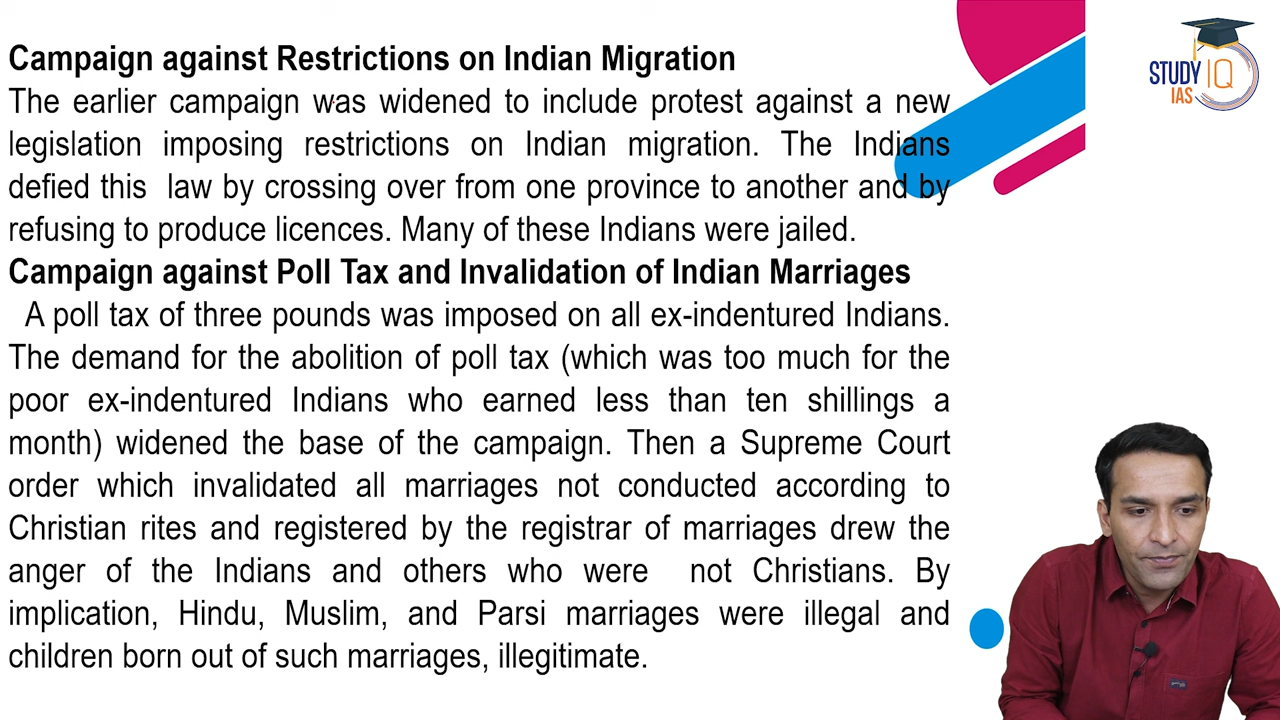 Campaign against Restrictions on Indian Migration
The earlier campaign was widened to include protest against a new
legislation imposing restrictions on Indian migration. The Indians
defied this law by crossing over from one province to another and by
refusing to produce licences. Many of these Indians were jailed.
Campaign against Poll Tax and Invalidation of Indian Marriages
A poll tax of three pounds was imposed on all ex-indentured Indians.
The demand for the abolition of poll tax (which was too much for the
poor ex-indentured Indians who earned less than ten shillings a
month) widened the base of the campaign. Then a Supreme Court
order which invalidated all marriages not conducted according to
Christian rites and registered by the registrar of marriages drew the
anger of the Indians and others who were not Christians. By
implication, Hindu, Muslim, and Parsi marriages were illegal and
children born out of such marriages, illegitimate.
STUDY IQ
IAS